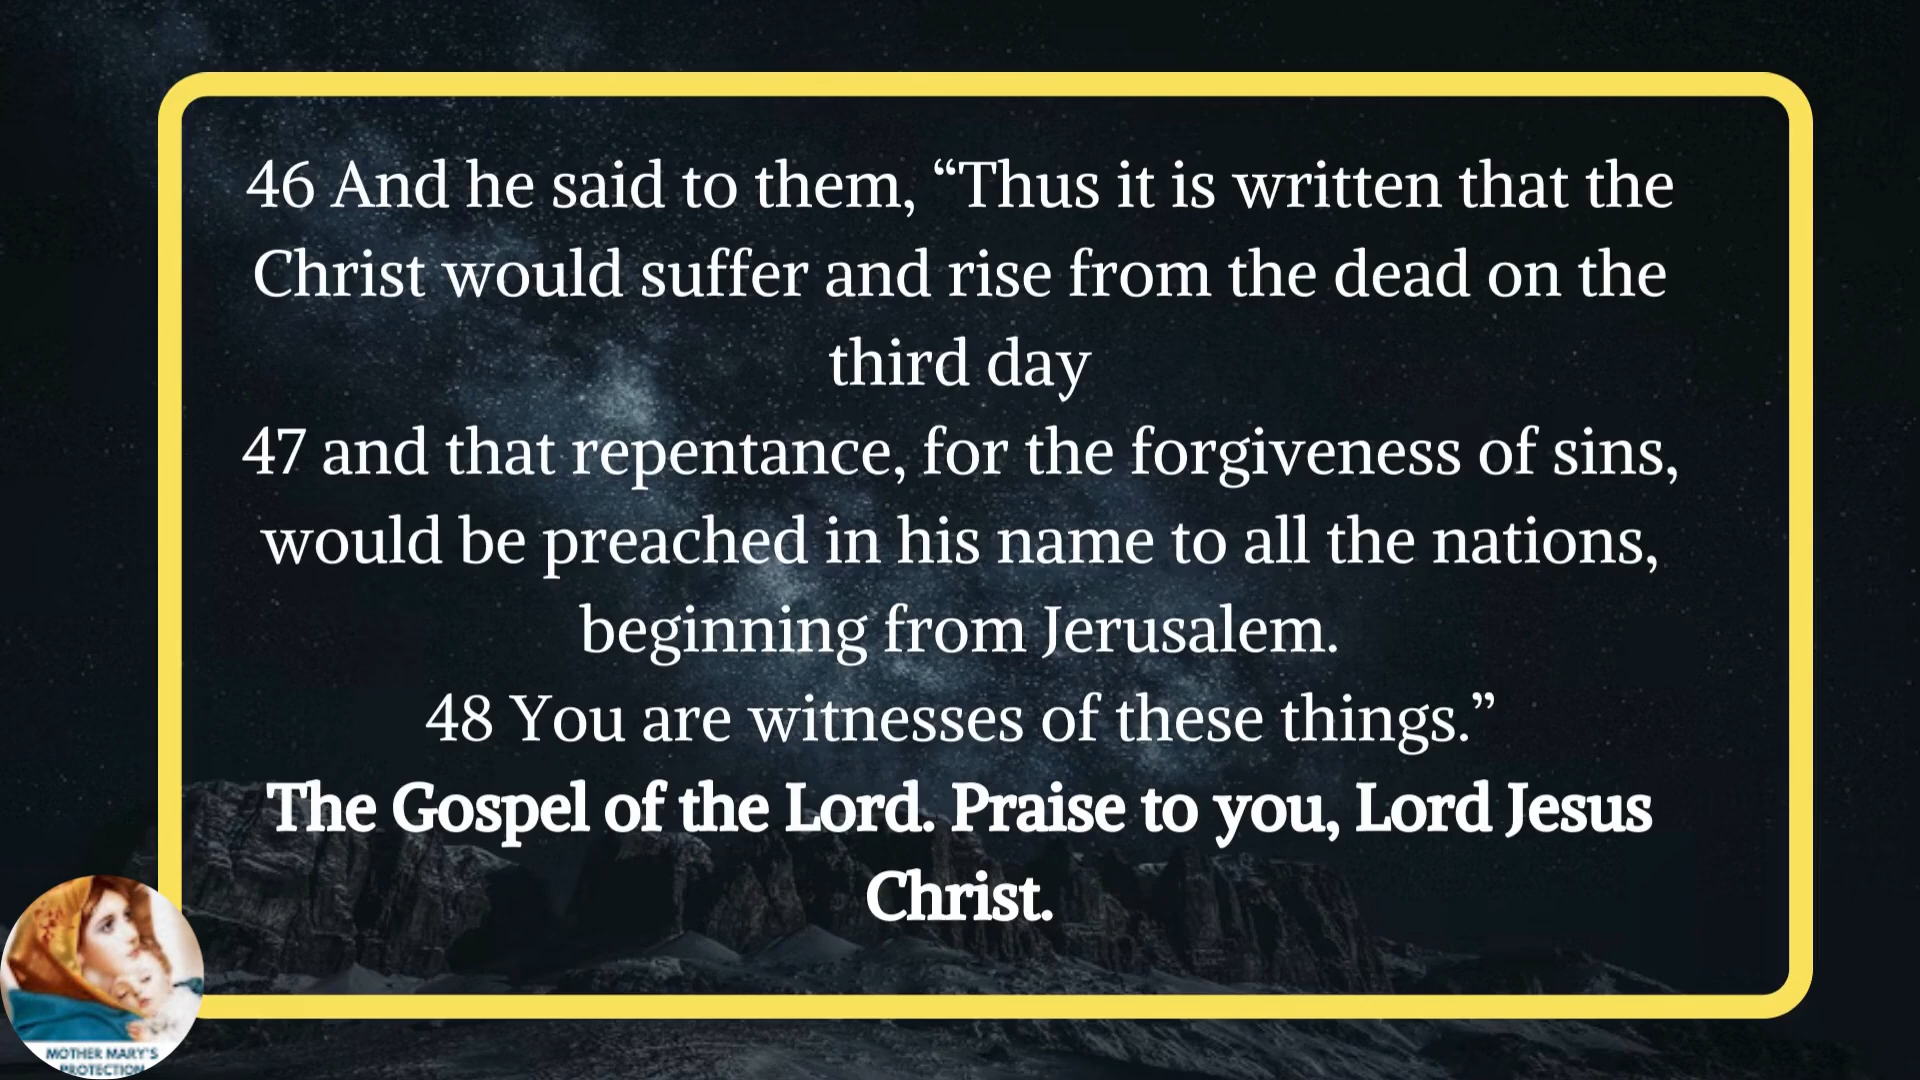 46 And he said to them, “Thus it is written that the
Christ would suffer and rise from the dead on the
third day
47 and that repentance, for the forgiveness of sins,
would be preached in his name to all the nations,
beginning from Jerusalem.
48 You are witnesses of these things.”
The Gospel of the Lord. Praise to you, Lord Jesus
Christ.
MOTHER MARY'S
PROTECTION